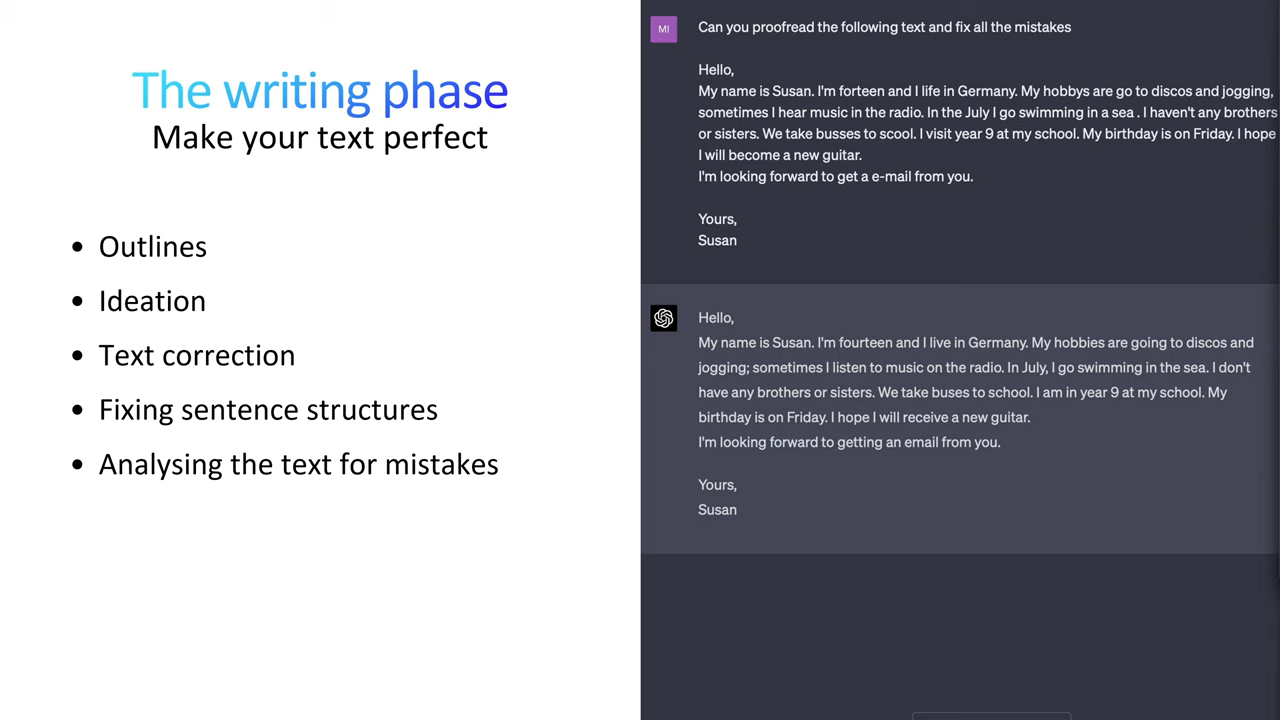 The writing phase
Make your text perfect
• Outlines
• Ideation
• Text correction
• Fixing sentence structures
• Analysing the text for mistakes
MI
Can you proofread the following text and fix all the mistakes
Hello,
My name is Susan. I'm forteen and I life in Germany. My hobbys are go to discos and jogging,
sometimes I hear music in the radio. In the July I go swimming in a sea . I haven't any brothers
or sisters. We take busses to scool. I visit year 9 at my school. My birthday is on Friday. I hope
I will become a new guitar.
I'm looking forward to get a e-mail from you.
Yours,
Susan
Hello,
My name is Susan. I'm fourteen and I live in Germany. My hobbies are going to discos and
jogging; sometimes I listen to music on the radio. In July, I go swimming in the sea. I don't
have any brothers or sisters. We take buses to school. I am in year 9 at my school. My
birthday is on Friday. I hope I will receive a new guitar.
I'm looking forward to getting an email from you.
Yours,
Susan